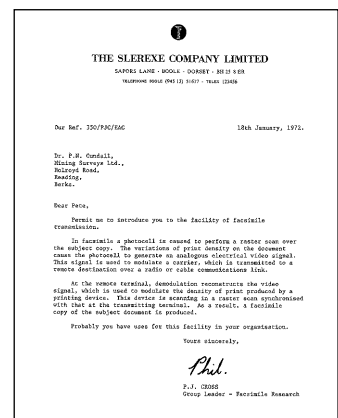 THE SLEREXE COMPANY LIMITED
SAPORS LANE · BOOLE · DORSET · BH 25 8 ER
TELEPHONE BOOLE (945 13) 51617 · TELEX 123456
Our Ref. 350/PJC/EAC 18th January, 1972.
Dr. P.N. Cundall,
Mining Surveys Ltd.,
Holroyd Road,
Reading,
Berks.
Dear Pete,
Permit me to introduce you to the facility of facsimile
transmission.
In facsimile a photocell is caused to perform a raster scan over
the subject copy. The variations of print density on the document
cause the photocell to generate an analogous electrical video signal.
This signal is used to modulate a carrier, which is transmitted to a
remote destination over a radio or cable communications link.
At the remote terminal, demodulation reconstructs the video
signal, which is used to modulate the density of print produced by a
printing device. This device is scanning in a raster scan synchronised
with that at the transmitting terminal. As a result, a facsimile
copy of the subject document is produced.
Probably you have uses for this facility in your organisation.
Yours sincerely,
Phil.
P.J. CROSS
Group Leader - Facsimile Research